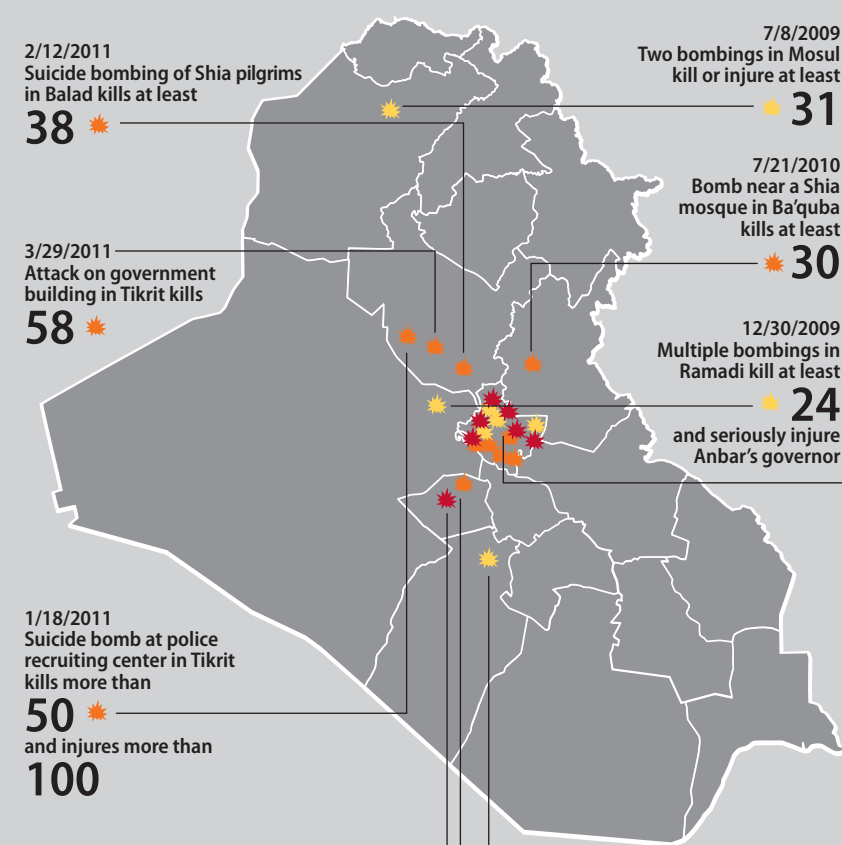 2/12/2011
Suicide bombing of Shia pilgrims
in Balad kills at least
38
3/29/2011
Attack on government
building in Tikrit kills
58
1/18/2011
Suicide bomb at police
recruiting center in Tikrit
kills more than
50
and injures more than
100
7/8/2009
Two bombings in Mosul
kill or injure at least
31
7/21/2010
Bomb near a Shia
mosque in Ba'quba
kills at least
30
12/30/2009
Multiple bombings in
Ramadi kill at least
24
and seriously injure
Anbar's governor